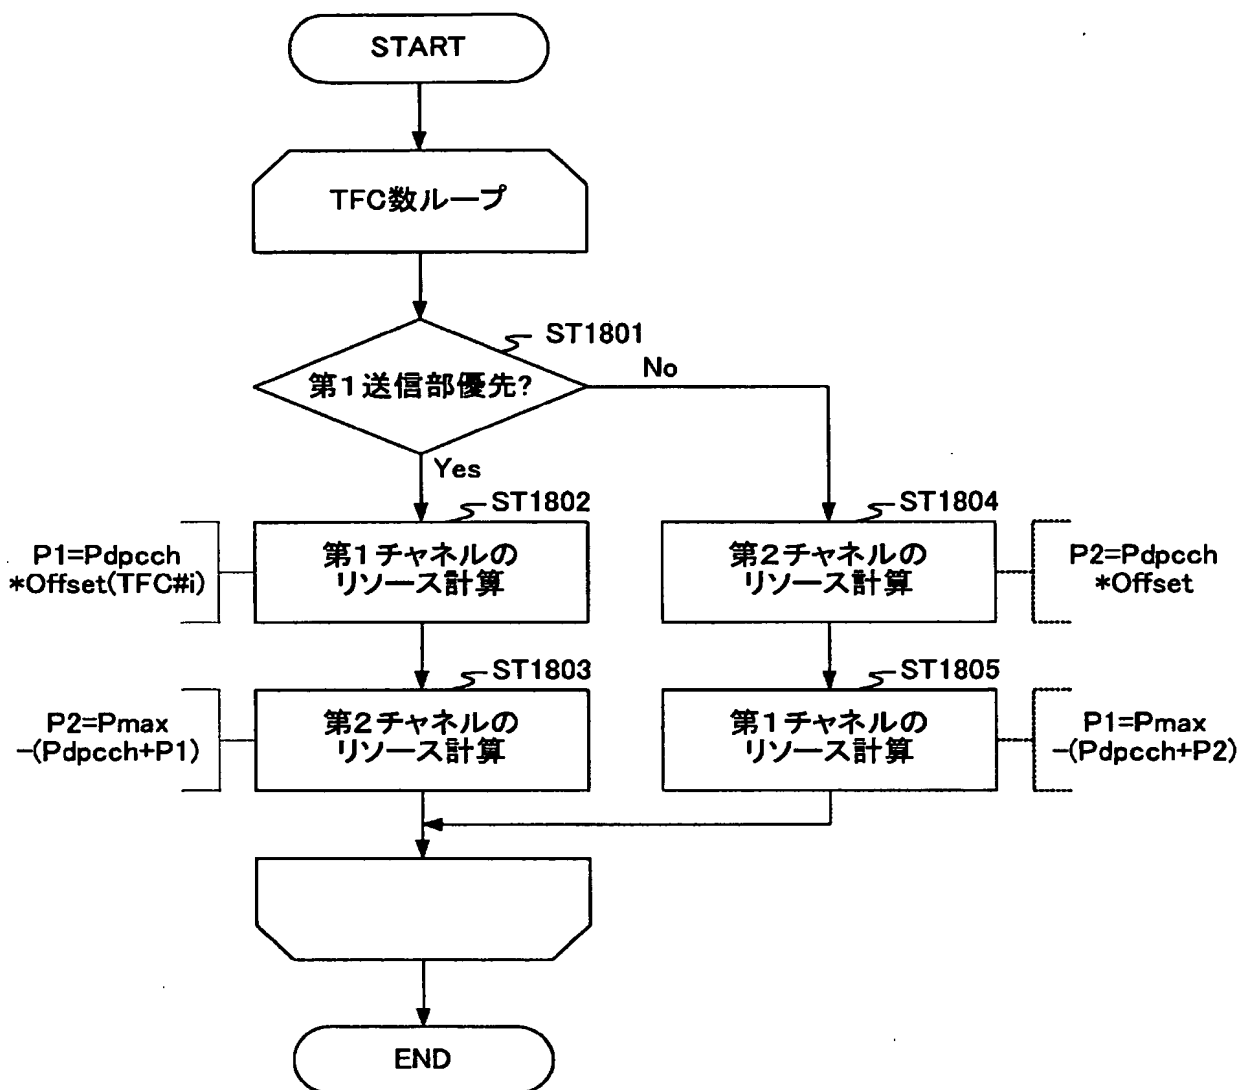 START
TFC数ループ
ST1801
第1送信部優先?
No
Yes
ST1802
P1=Pdpcch
*Offset(TFC#i)
第1チャネルの
リソース計算
ST1804
第2チャネルの
リソース計算
P2=Pdpcch
*Offset
ST1803
P2=Pmax
-(Pdpcch+P1)
第2チャネルの
リソース計算
ST1805
第1チャネルの
リソース計算
P1=Pmax
-(Pdpcch+P2)
END